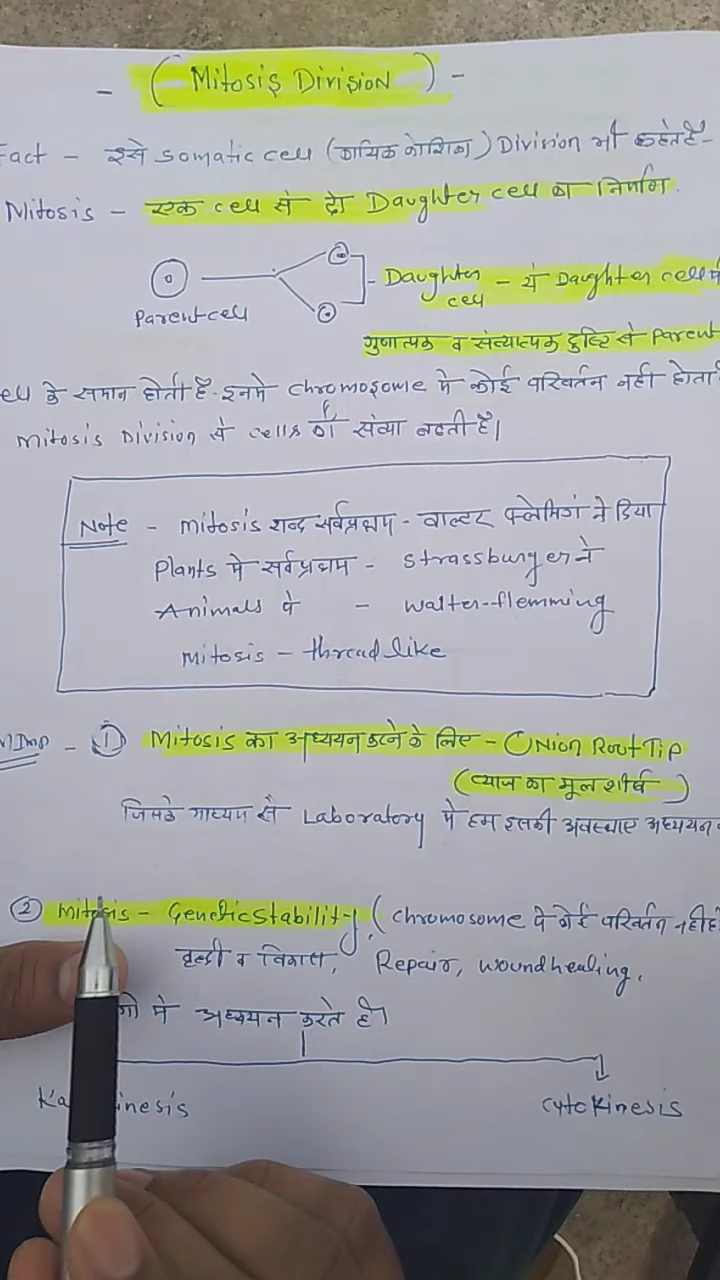 - ( Mitosis Division ) -
Fact - इसे somatic cell (कायिक कोशिका) Division भी कहते हैं -
Mitosis - एक cell से दो Daughter cell का निर्माण.
Parent cell
Daughter cell - ये Daughter cell
गुणात्मक व संख्यात्मक दृष्टि से Parent
cell के समान होती है. इनमे chromosome मे कोई परिवर्तन नही होता
Mitosis Division से cells की संख्या बढती है।
Note - mitosis शब्द सर्वप्रथम - वाल्टर फ्लेमिंग ने दिया
Plants मे सर्वप्रथम - strassburger ने
Animals मे - walter-flemming
Mitosis - thread like
Imp - ① Mitosis का अध्ययन करने के लिए - Onion Root Tip
(प्याज का मूल शीर्ष)
जिसके माध्यम से Laboratory मे हम इसकी अवस्थाए अध्ययन
② Mitosis - Genetic stability, (chromosome मे कोई परिवर्तन नही
वृद्धी व विकास, Repair, wound healing,
मे अध्ययन करते है।
Ka inesis
cytokinesis